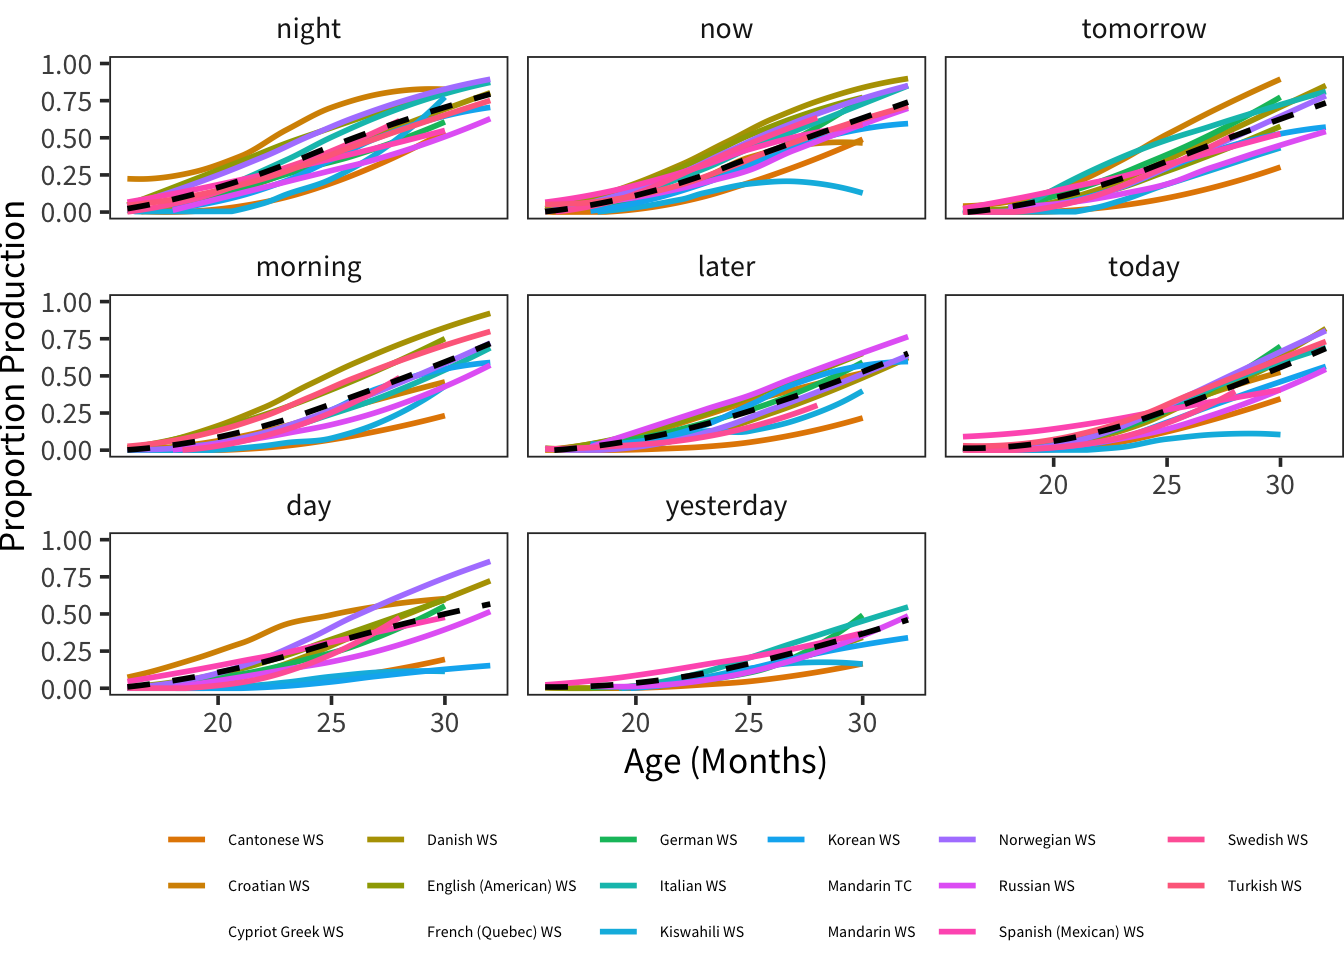 night now tomorrow
1.00
0.75
0.50
0.25
0.00
morning later today
1.00
0.75
0.50
0.25
0.00
20 25 30
day yesterday
1.00
0.75
0.50
0.25
0.00
20 25 30 20 25 30
Proportion Production
Age (Months)
Cantonese WS Danish WS German WS Korean WS Norwegian WS Swedish WS
Croatian WS English (American) WS Italian WS Mandarin TC Russian WS Turkish WS
Cypriot Greek WS French (Quebec) WS Kiswahili WS Mandarin WS Spanish (Mexican) WS